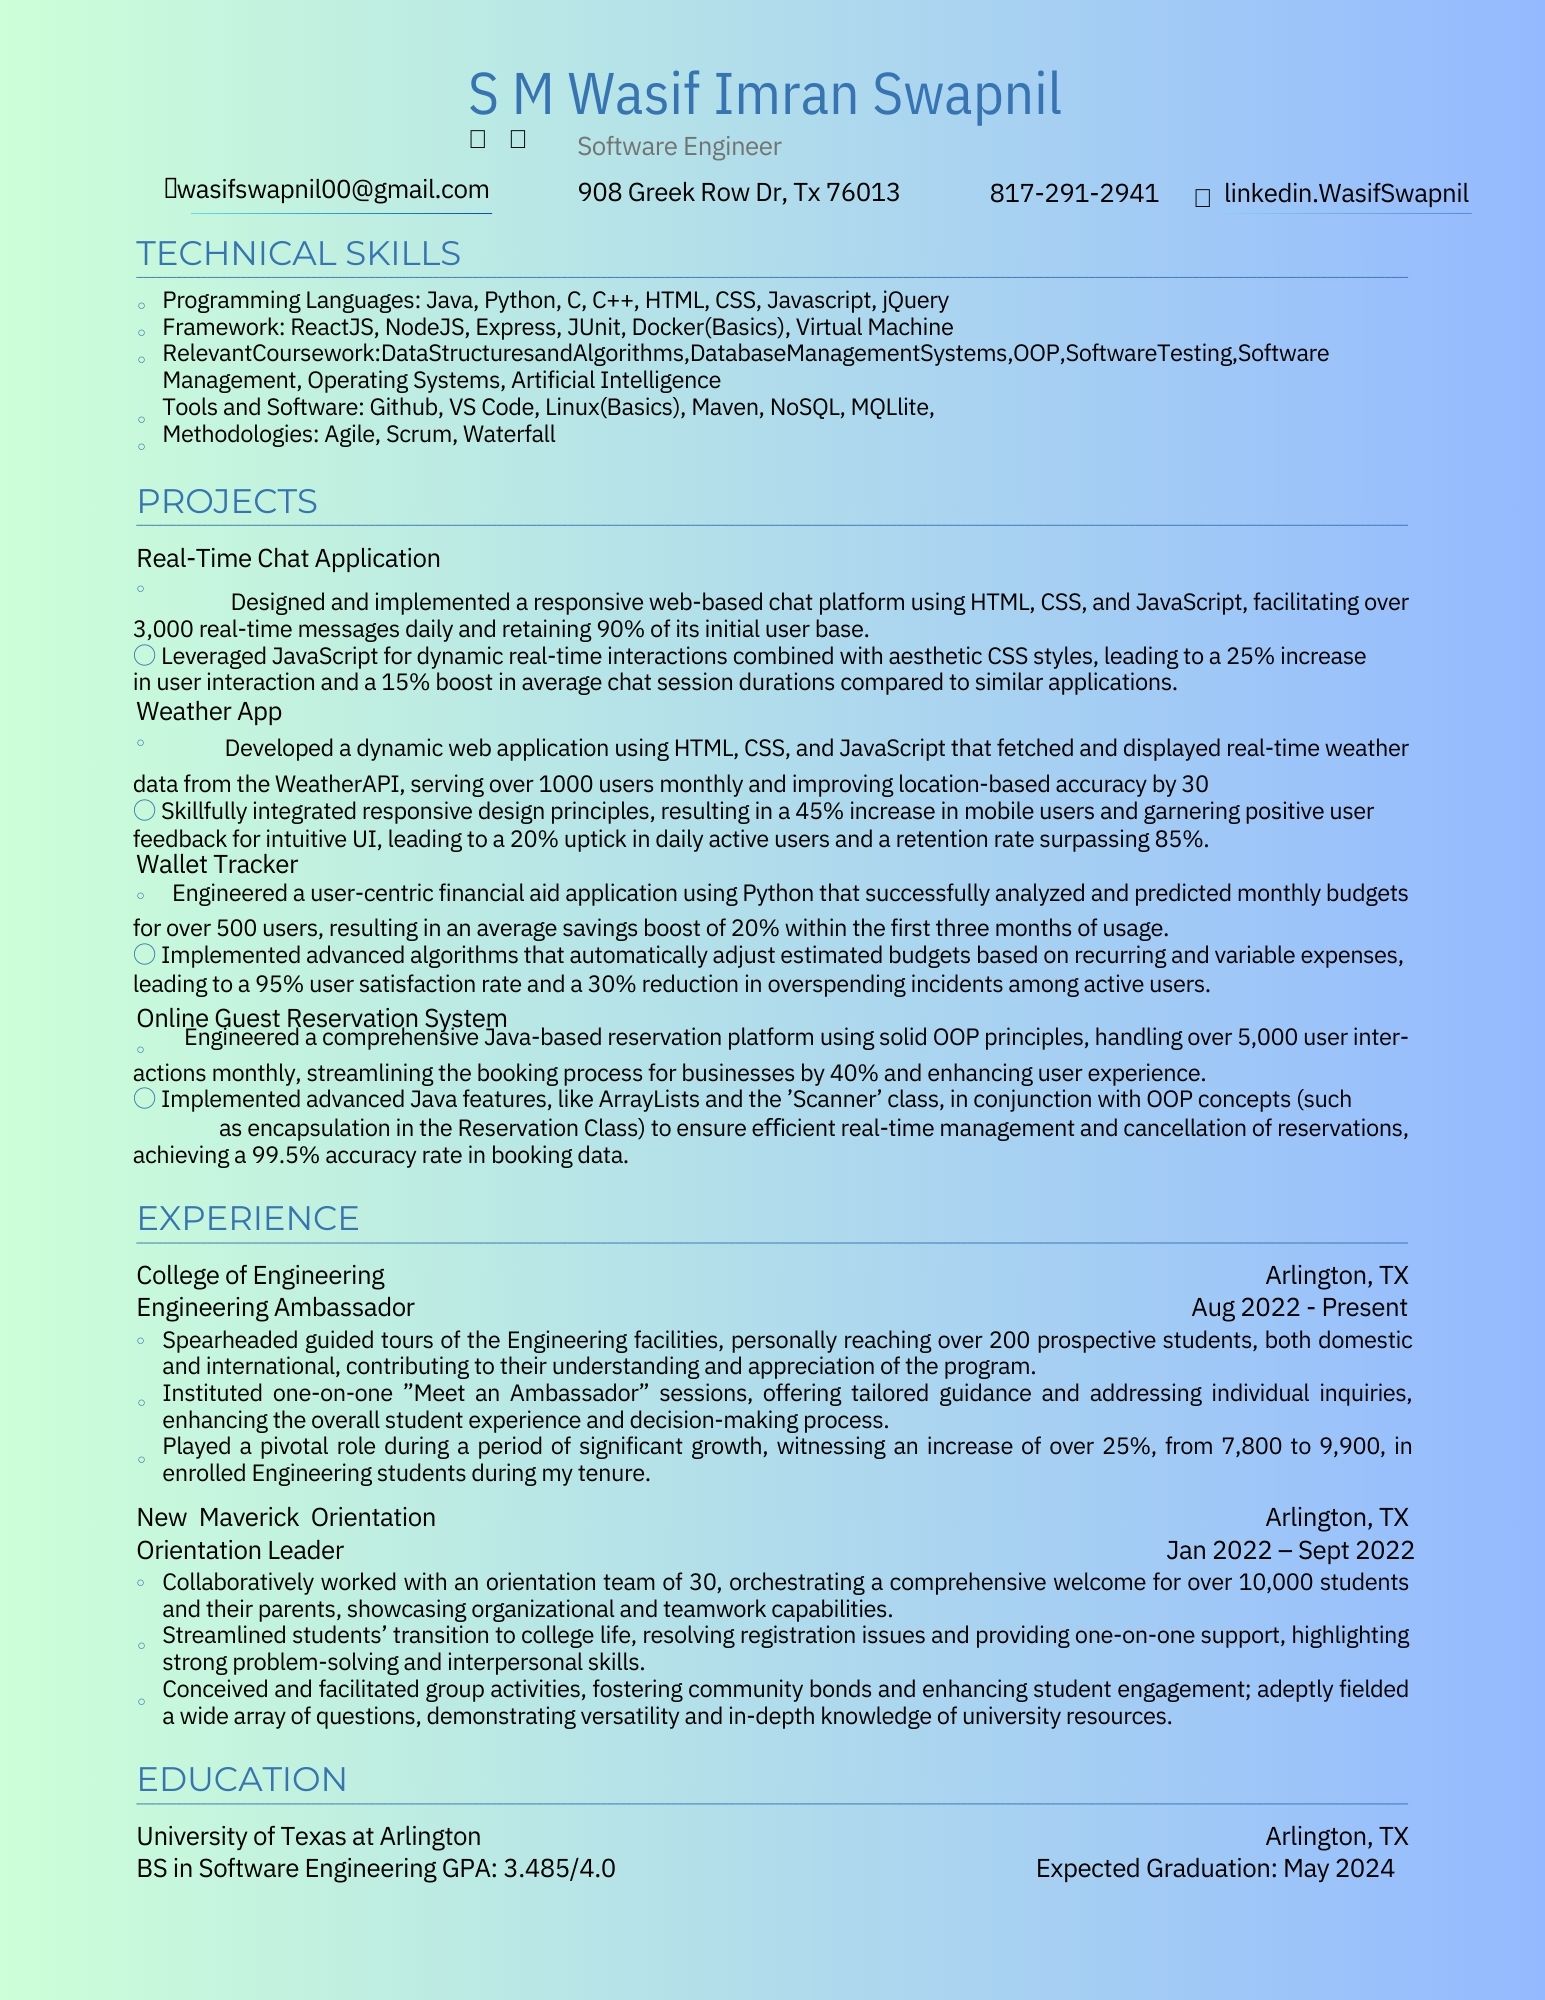 S M Wasif Imran Swapnil
Software Engineer
wasifswapnil00@gmail.com 908 Greek Row Dr, Tx 76013 817-291-2941 linkedin.WasifSwapnil
TECHNICAL SKILLS
Programming Languages: Java, Python, C, C++, HTML, CSS, Javascript, jQuery
Framework: ReactJS, NodeJS, Express, JUnit, Docker(Basics), Virtual Machine
RelevantCoursework:DataStructuresandAlgorithms,DatabaseManagementSystems,OOP,SoftwareTesting,Software
Management, Operating Systems, Artificial Intelligence
Tools and Software: Github, VS Code, Linux(Basics), Maven, NoSQL, MQLlite,
Methodologies: Agile, Scrum, Waterfall
PROJECTS
Real-Time Chat Application
Designed and implemented a responsive web-based chat platform using HTML, CSS, and JavaScript, facilitating over
3,000 real-time messages daily and retaining 90% of its initial user base.
Leveraged JavaScript for dynamic real-time interactions combined with aesthetic CSS styles, leading to a 25% increase
in user interaction and a 15% boost in average chat session durations compared to similar applications.
Weather App
Developed a dynamic web application using HTML, CSS, and JavaScript that fetched and displayed real-time weather
data from the WeatherAPI, serving over 1000 users monthly and improving location-based accuracy by 30
Skillfully integrated responsive design principles, resulting in a 45% increase in mobile users and garnering positive user
feedback for intuitive UI, leading to a 20% uptick in daily active users and a retention rate surpassing 85%.
Wallet Tracker
Engineered a user-centric financial aid application using Python that successfully analyzed and predicted monthly budgets
for over 500 users, resulting in an average savings boost of 20% within the first three months of usage.
Implemented advanced algorithms that automatically adjust estimated budgets based on recurring and variable expenses,
leading to a 95% user satisfaction rate and a 30% reduction in overspending incidents among active users.
Online Guest Reservation System
Engineered a comprehensive Java-based reservation platform using solid OOP principles, handling over 5,000 user inter-
actions monthly, streamlining the booking process for businesses by 40% and enhancing user experience.
Implemented advanced Java features, like ArrayLists and the ’Scanner’ class, in conjunction with OOP concepts (such
as encapsulation in the Reservation Class) to ensure efficient real-time management and cancellation of reservations,
achieving a 99.5% accuracy rate in booking data.
EXPERIENCE
College of Engineering Arlington, TX
Engineering Ambassador Aug 2022 - Present
Spearheaded guided tours of the Engineering facilities, personally reaching over 200 prospective students, both domestic
and international, contributing to their understanding and appreciation of the program.
Instituted one-on-one ”Meet an Ambassador” sessions, offering tailored guidance and addressing individual inquiries,
enhancing the overall student experience and decision-making process.
Played a pivotal role during a period of significant growth, witnessing an increase of over 25%, from 7,800 to 9,900, in
enrolled Engineering students during my tenure.
New Maverick Orientation Arlington, TX
Orientation Leader Jan 2022 – Sept 2022
Collaboratively worked with an orientation team of 30, orchestrating a comprehensive welcome for over 10,000 students
and their parents, showcasing organizational and teamwork capabilities.
Streamlined students’ transition to college life, resolving registration issues and providing one-on-one support, highlighting
strong problem-solving and interpersonal skills.
Conceived and facilitated group activities, fostering community bonds and enhancing student engagement; adeptly fielded
a wide array of questions, demonstrating versatility and in-depth knowledge of university resources.
EDUCATION
University of Texas at Arlington Arlington, TX
BS in Software Engineering GPA: 3.485/4.0 Expected Graduation: May 2024